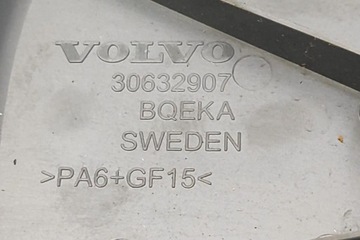 VOLVO
30632907
BQEKA
SWEDEN
>PA6+GF15<